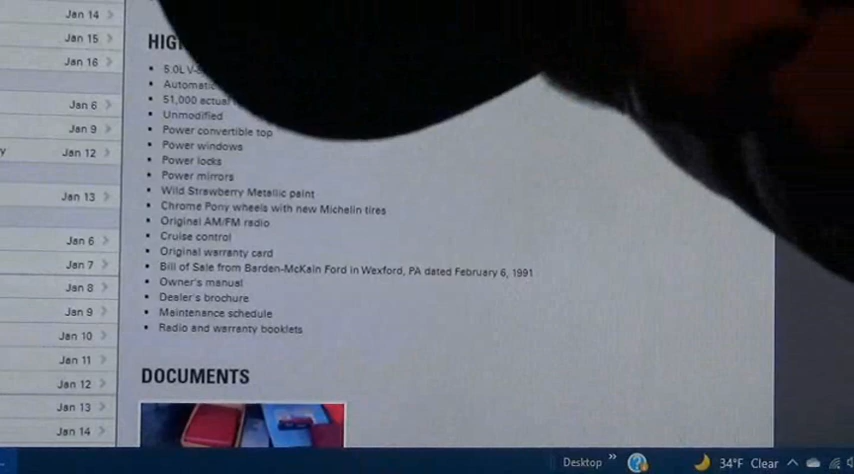 Jan 14
Jan 15
Jan 16
Jan 6
Jan 9
y Jan 12
Jan 13
Jan 6
Jan 7
Jan 8
Jan 9
Jan 10
Jan 11
Jan 12
Jan 13
Jan 14
HIG
5.0L V-
Automatic
51,000 actual
Unmodified
Power convertible top
Power windows
Power locks
Power mirrors
Wild Strawberry Metallic paint
Chrome Pony wheels with new Michelin tires
Original AM/FM radio
Cruise control
Original warranty card
Bill of Sale from Barden-McKain Ford in Wexford, PA dated February 6, 1991
Owner's manual
Dealer's brochure
Maintenance schedule
Radio and warranty booklets
DOCUMENTS
Desktop 34°F Clear